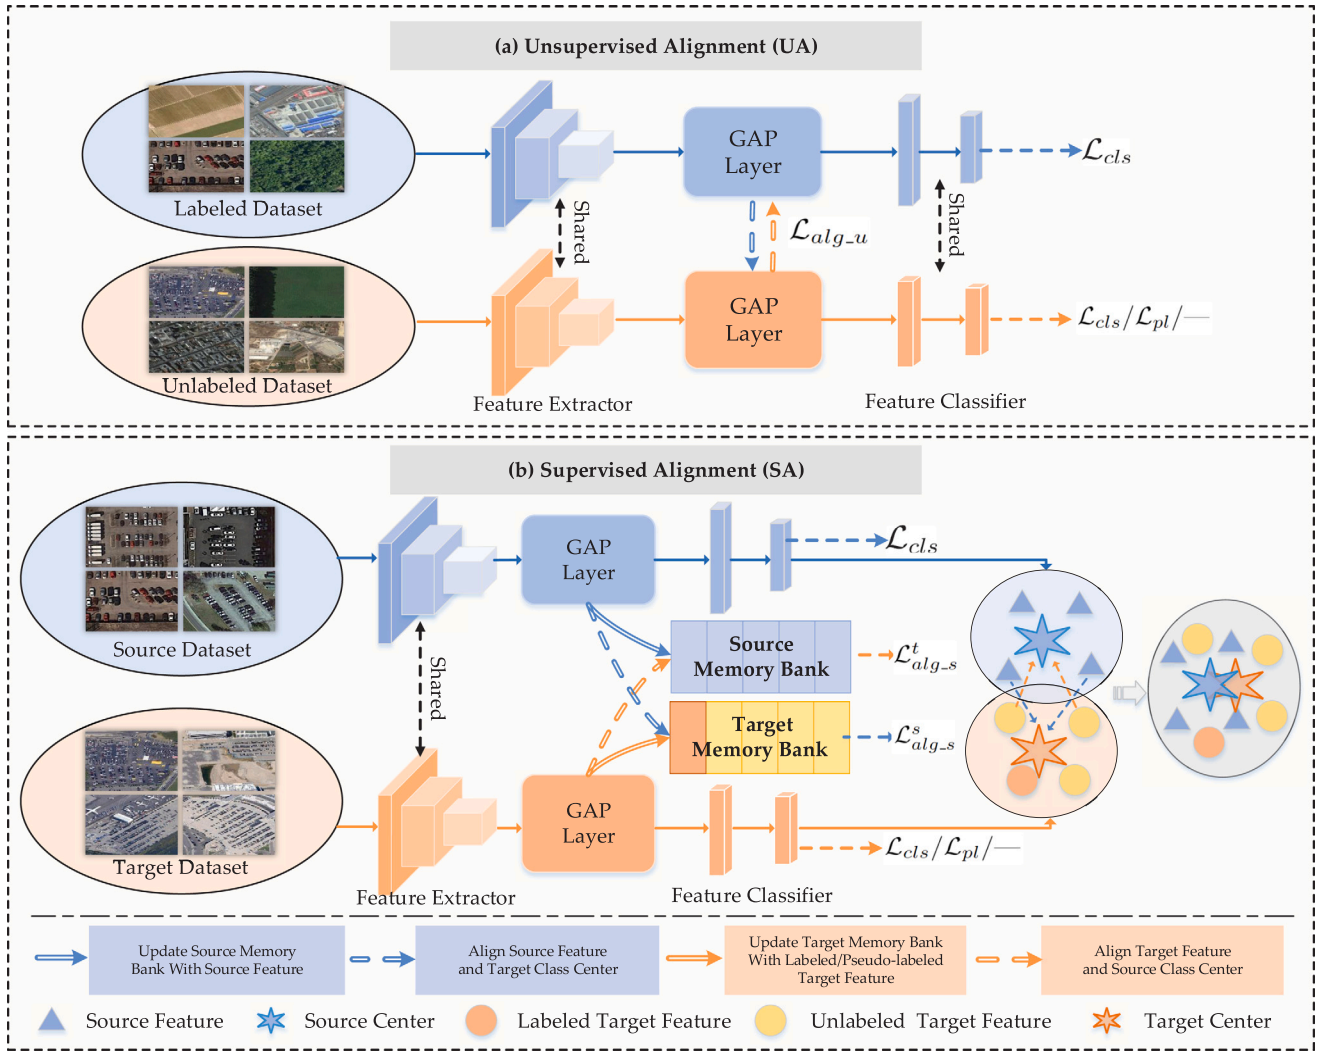 (a) Unsupervised Alignment (UA)
Labeled Dataset
GAP
Layer
ℒcls
Shared
ℒalg_u
Shared
Unlabeled Dataset
GAP
Layer
ℒcls/ℒpl/—
Feature Extractor
Feature Classifier
(b) Supervised Alignment (SA)
Source Dataset
GAP
Layer
ℒcls
Shared
Source
Memory Bank
ℒ^t_alg_s
Target
Memory Bank
ℒ^s_alg_s
Target Dataset
GAP
Layer
ℒcls/ℒpl/—
Feature Extractor
Feature Classifier
Update Source Memory
Bank With Source Feature
Align Source Feature
and Target Class Center
Update Target Memory Bank
With Labeled/Pseudo-labeled
Target Feature
Align Target Feature
and Source Class Center
Source Feature
Source Center
Labeled Target Feature
Unlabeled Target Feature
Target Center